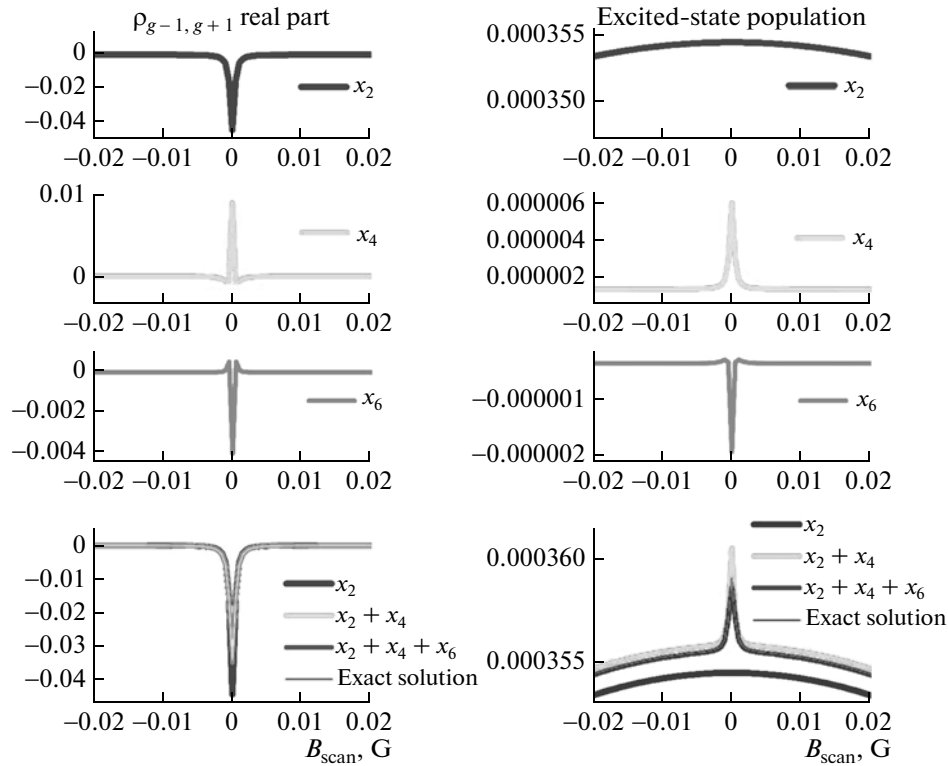 ρg − 1, g + 1 real part
0
−0.02
−0.04
x2
−0.02 −0.01 0 0.01 0.02
Excited-state population
0.000355
0.000350
x2
−0.02 −0.01 0 0.01 0.02
0.01
0
x4
−0.02 −0.01 0 0.01 0.02
0.000006
0.000004
0.000002
x4
−0.02 −0.01 0 0.01 0.02
0
−0.002
−0.004
x6
−0.02 −0.01 0 0.01 0.02
−0.000001
−0.000002
x6
−0.02 −0.01 0 0.01 0.02
0
−0.01
−0.02
−0.03
−0.04
x2
x2 + x4
x2 + x4 + x6
Exact solution
−0.02 −0.01 0 0.01 0.02
Bscan, G
0.000360
0.000355
x2
x2 + x4
x2 + x4 + x6
Exact solution
−0.02 −0.01 0 0.01 0.02
Bscan, G